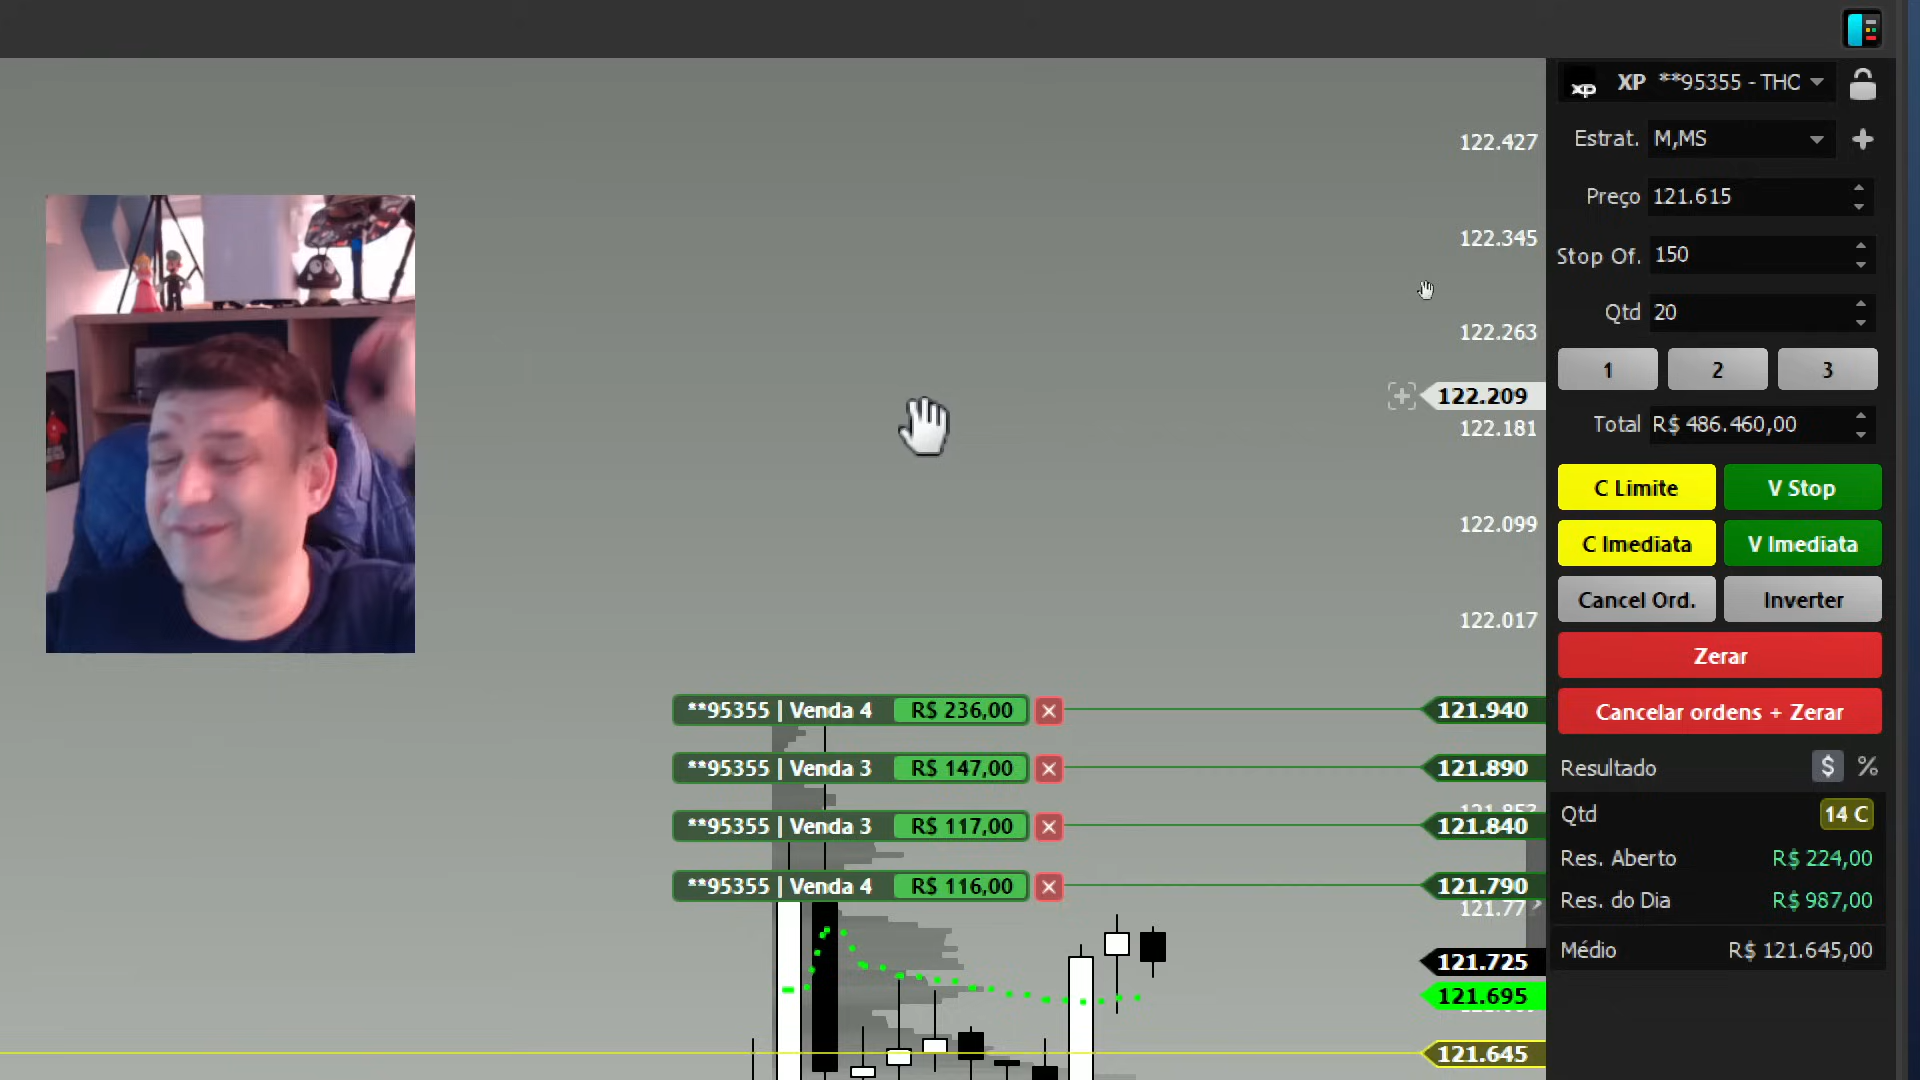 xp XP **95355 - THC
Estrat. M,MS
Preço 121.615
Stop Of. 150
Qtd 20
1 2 3
Total R$ 486.460,00
C Limite V Stop
C Imediata V Imediata
Cancel Ord. Inverter
Zerar
Cancelar ordens + Zerar
Resultado $ %
Qtd 14 C
Res. Aberto R$ 224,00
Res. do Dia R$ 987,00
Médio R$ 121.645,00
122.427
122.345
122.263
122.209
122.181
122.099
122.017
**95355 | Venda 4 R$ 236,00 121.940
**95355 | Venda 3 R$ 147,00 121.890
**95355 | Venda 3 R$ 117,00 121.840
**95355 | Venda 4 R$ 116,00 121.790
121.725
121.695
121.645